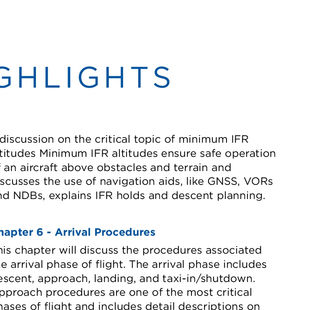 GHLIGHTS
discussion on the critical topic of minimum IFR
titudes Minimum IFR altitudes ensure safe operation
an aircraft above obstacles and terrain and
scusses the use of navigation aids, like GNSS, VORs
nd NDBs, explains IFR holds and descent planning.
hapter 6 - Arrival Procedures
his chapter will discuss the procedures associated
e arrival phase of flight. The arrival phase includes
escent, approach, landing, and taxi-in/shutdown.
pproach procedures are one of the most critical
hases of flight and includes detail descriptions on